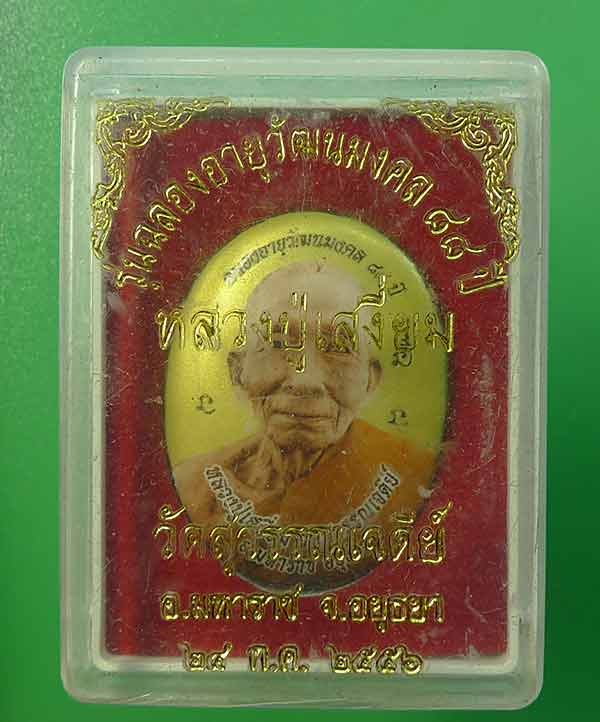 รุ่นฉลองอายุวัฒนมงคล ๘๘ ปี
หลวงปู่เสงี่ยม
วัดสุวรรณเจดีย์
อ.มหาราช จ.อยุธยา
๒๔ พ.ค. ๒๕๕๖